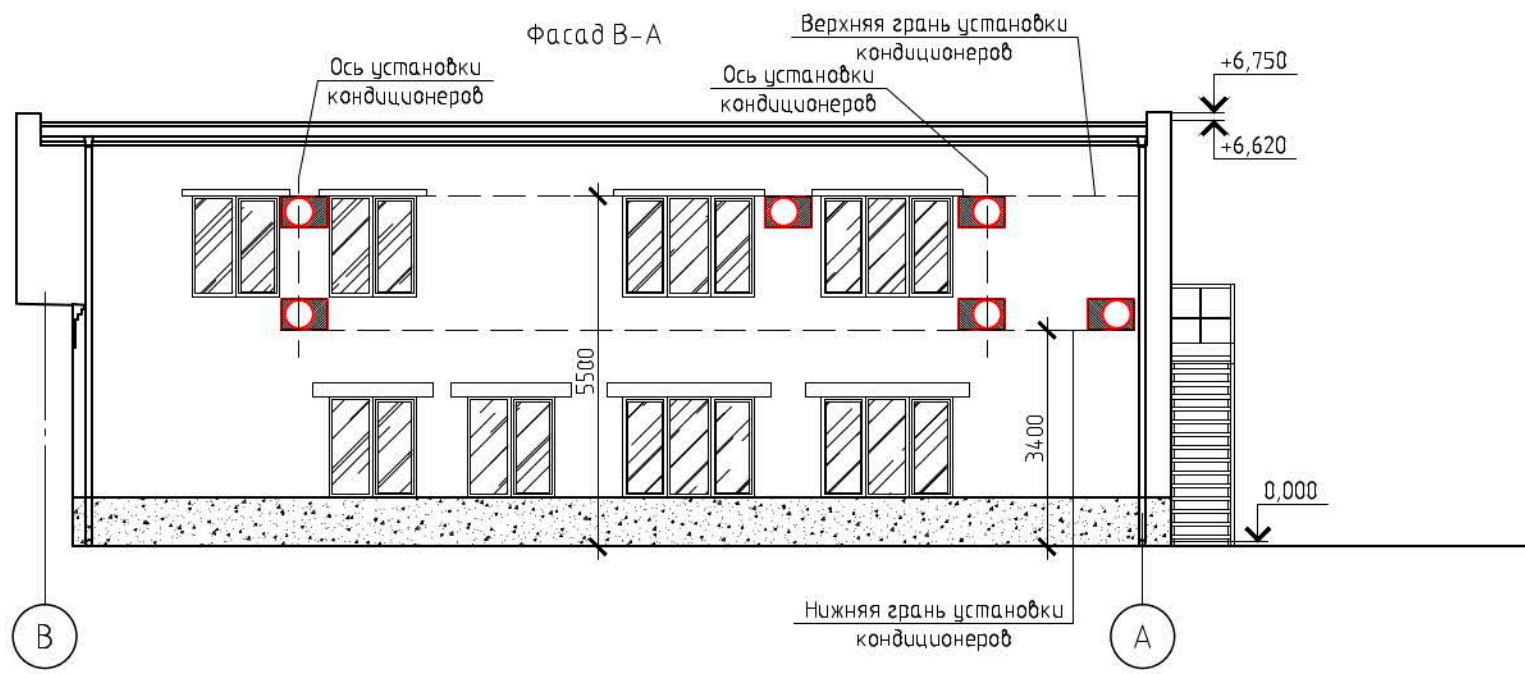 Фасад В-А
Верхняя грань установки
кондиционеров
Ось установки
кондиционеров
Ось установки
кондиционеров
+6,750
+6,620
5500
3400
0,000
Нижняя грань установки
кондиционеров
В
А